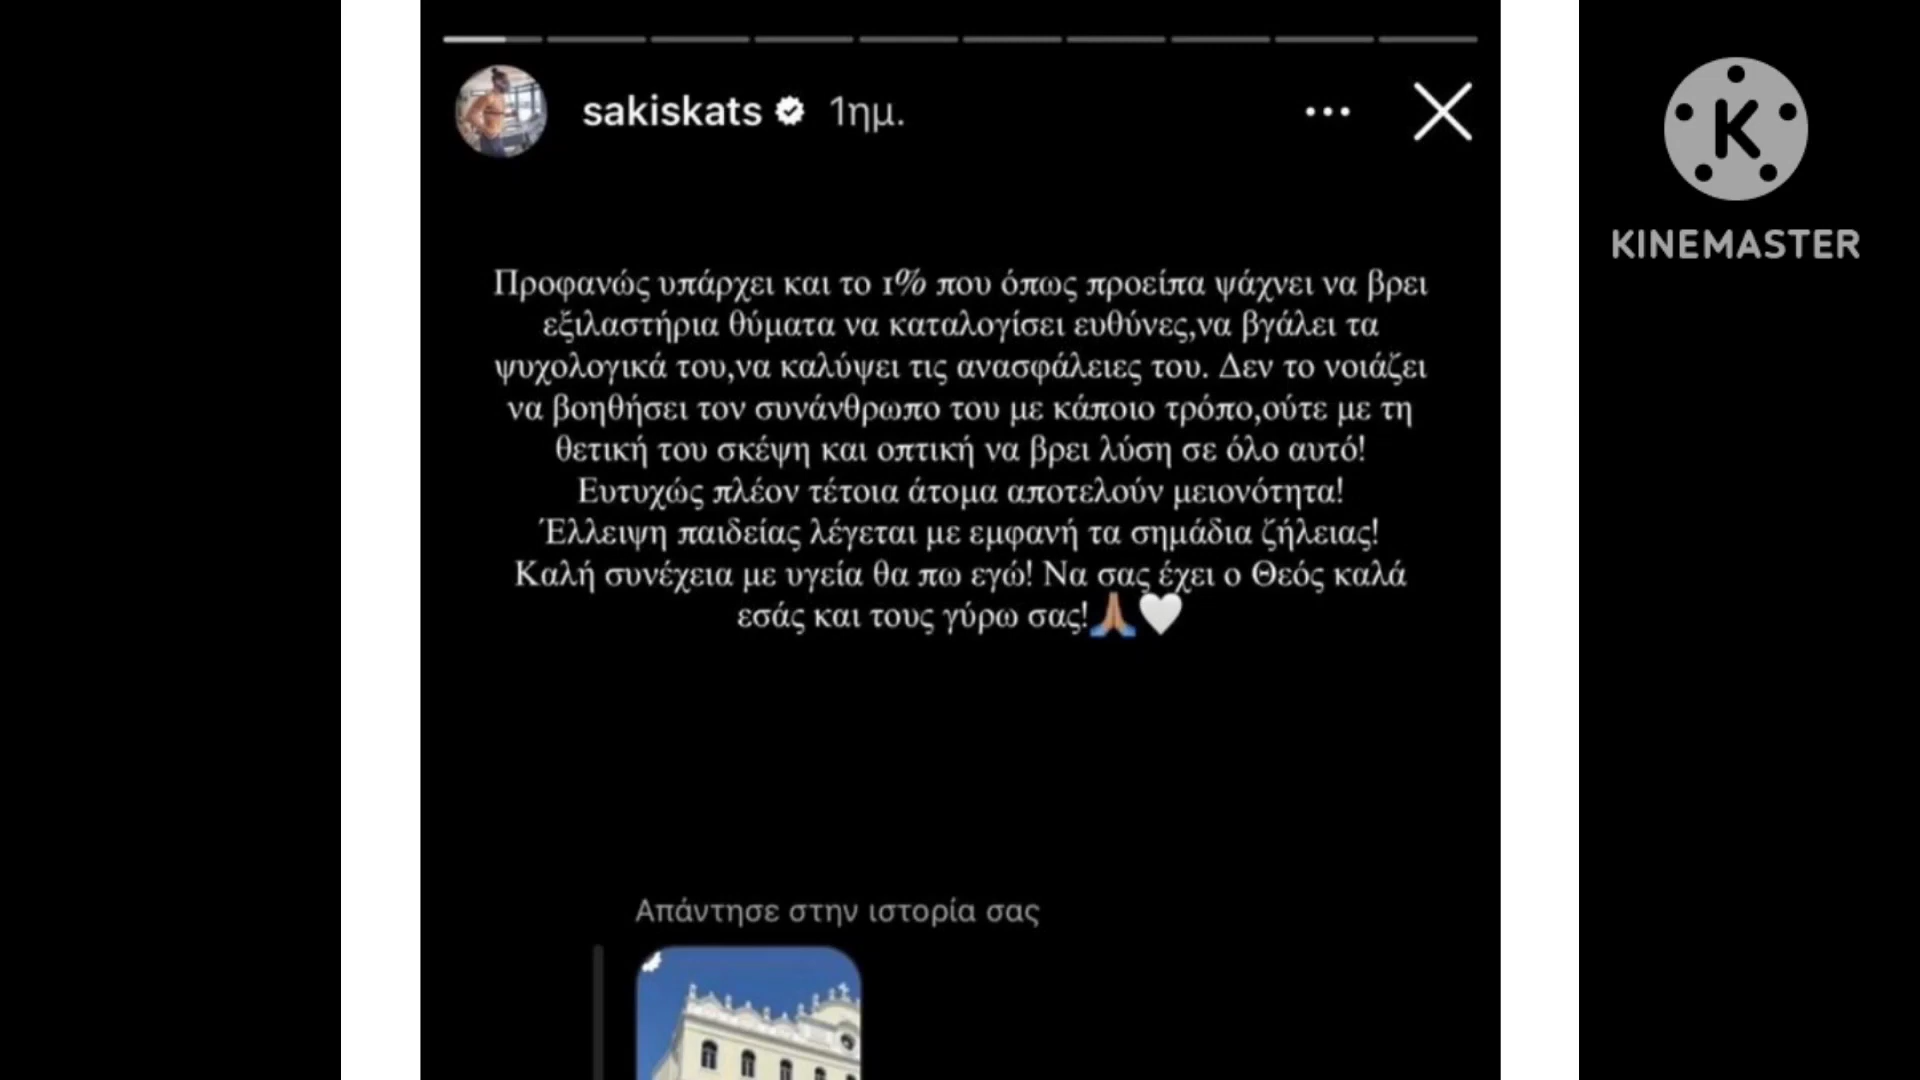 sakiskats 1ημ.
KINEMASTER
Προφανώς υπάρχει και το 1% που όπως προείπα ψάχνει να βρει
εξιλαστήρια θύματα να καταλογίσει ευθύνες,να βγάλει τα
ψυχολογικά του,να καλύψει τις ανασφάλειες του. Δεν το νοιάζει
να βοηθήσει τον συνάνθρωπο του με κάποιο τρόπο,ούτε με τη
θετική του σκέψη και οπτική να βρει λύση σε όλο αυτό!
Ευτυχώς πλέον τέτοια άτομα αποτελούν μειονότητα!
Έλλειψη παιδείας λέγεται με εμφανή τα σημάδια ζήλειας!
Καλή συνέχεια με υγεία θα πω εγώ! Να σας έχει ο Θεός καλά
εσάς και τους γύρω σας!🙏🏽🤍
Απάντησε στην ιστορία σας